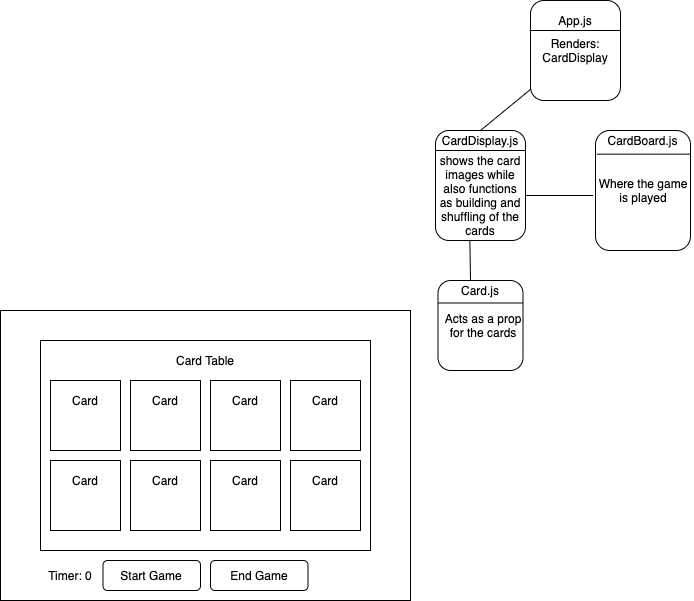 App.js
Renders:
CardDisplay
CardDisplay.js
shows the card
images while
also functions
as building and
shuffling of the
cards
CardBoard.js
Where the game
is played
Card.js
Acts as a prop
for the cards
Card Table
Card Card Card Card
Card Card Card Card
Timer: 0 Start Game End Game